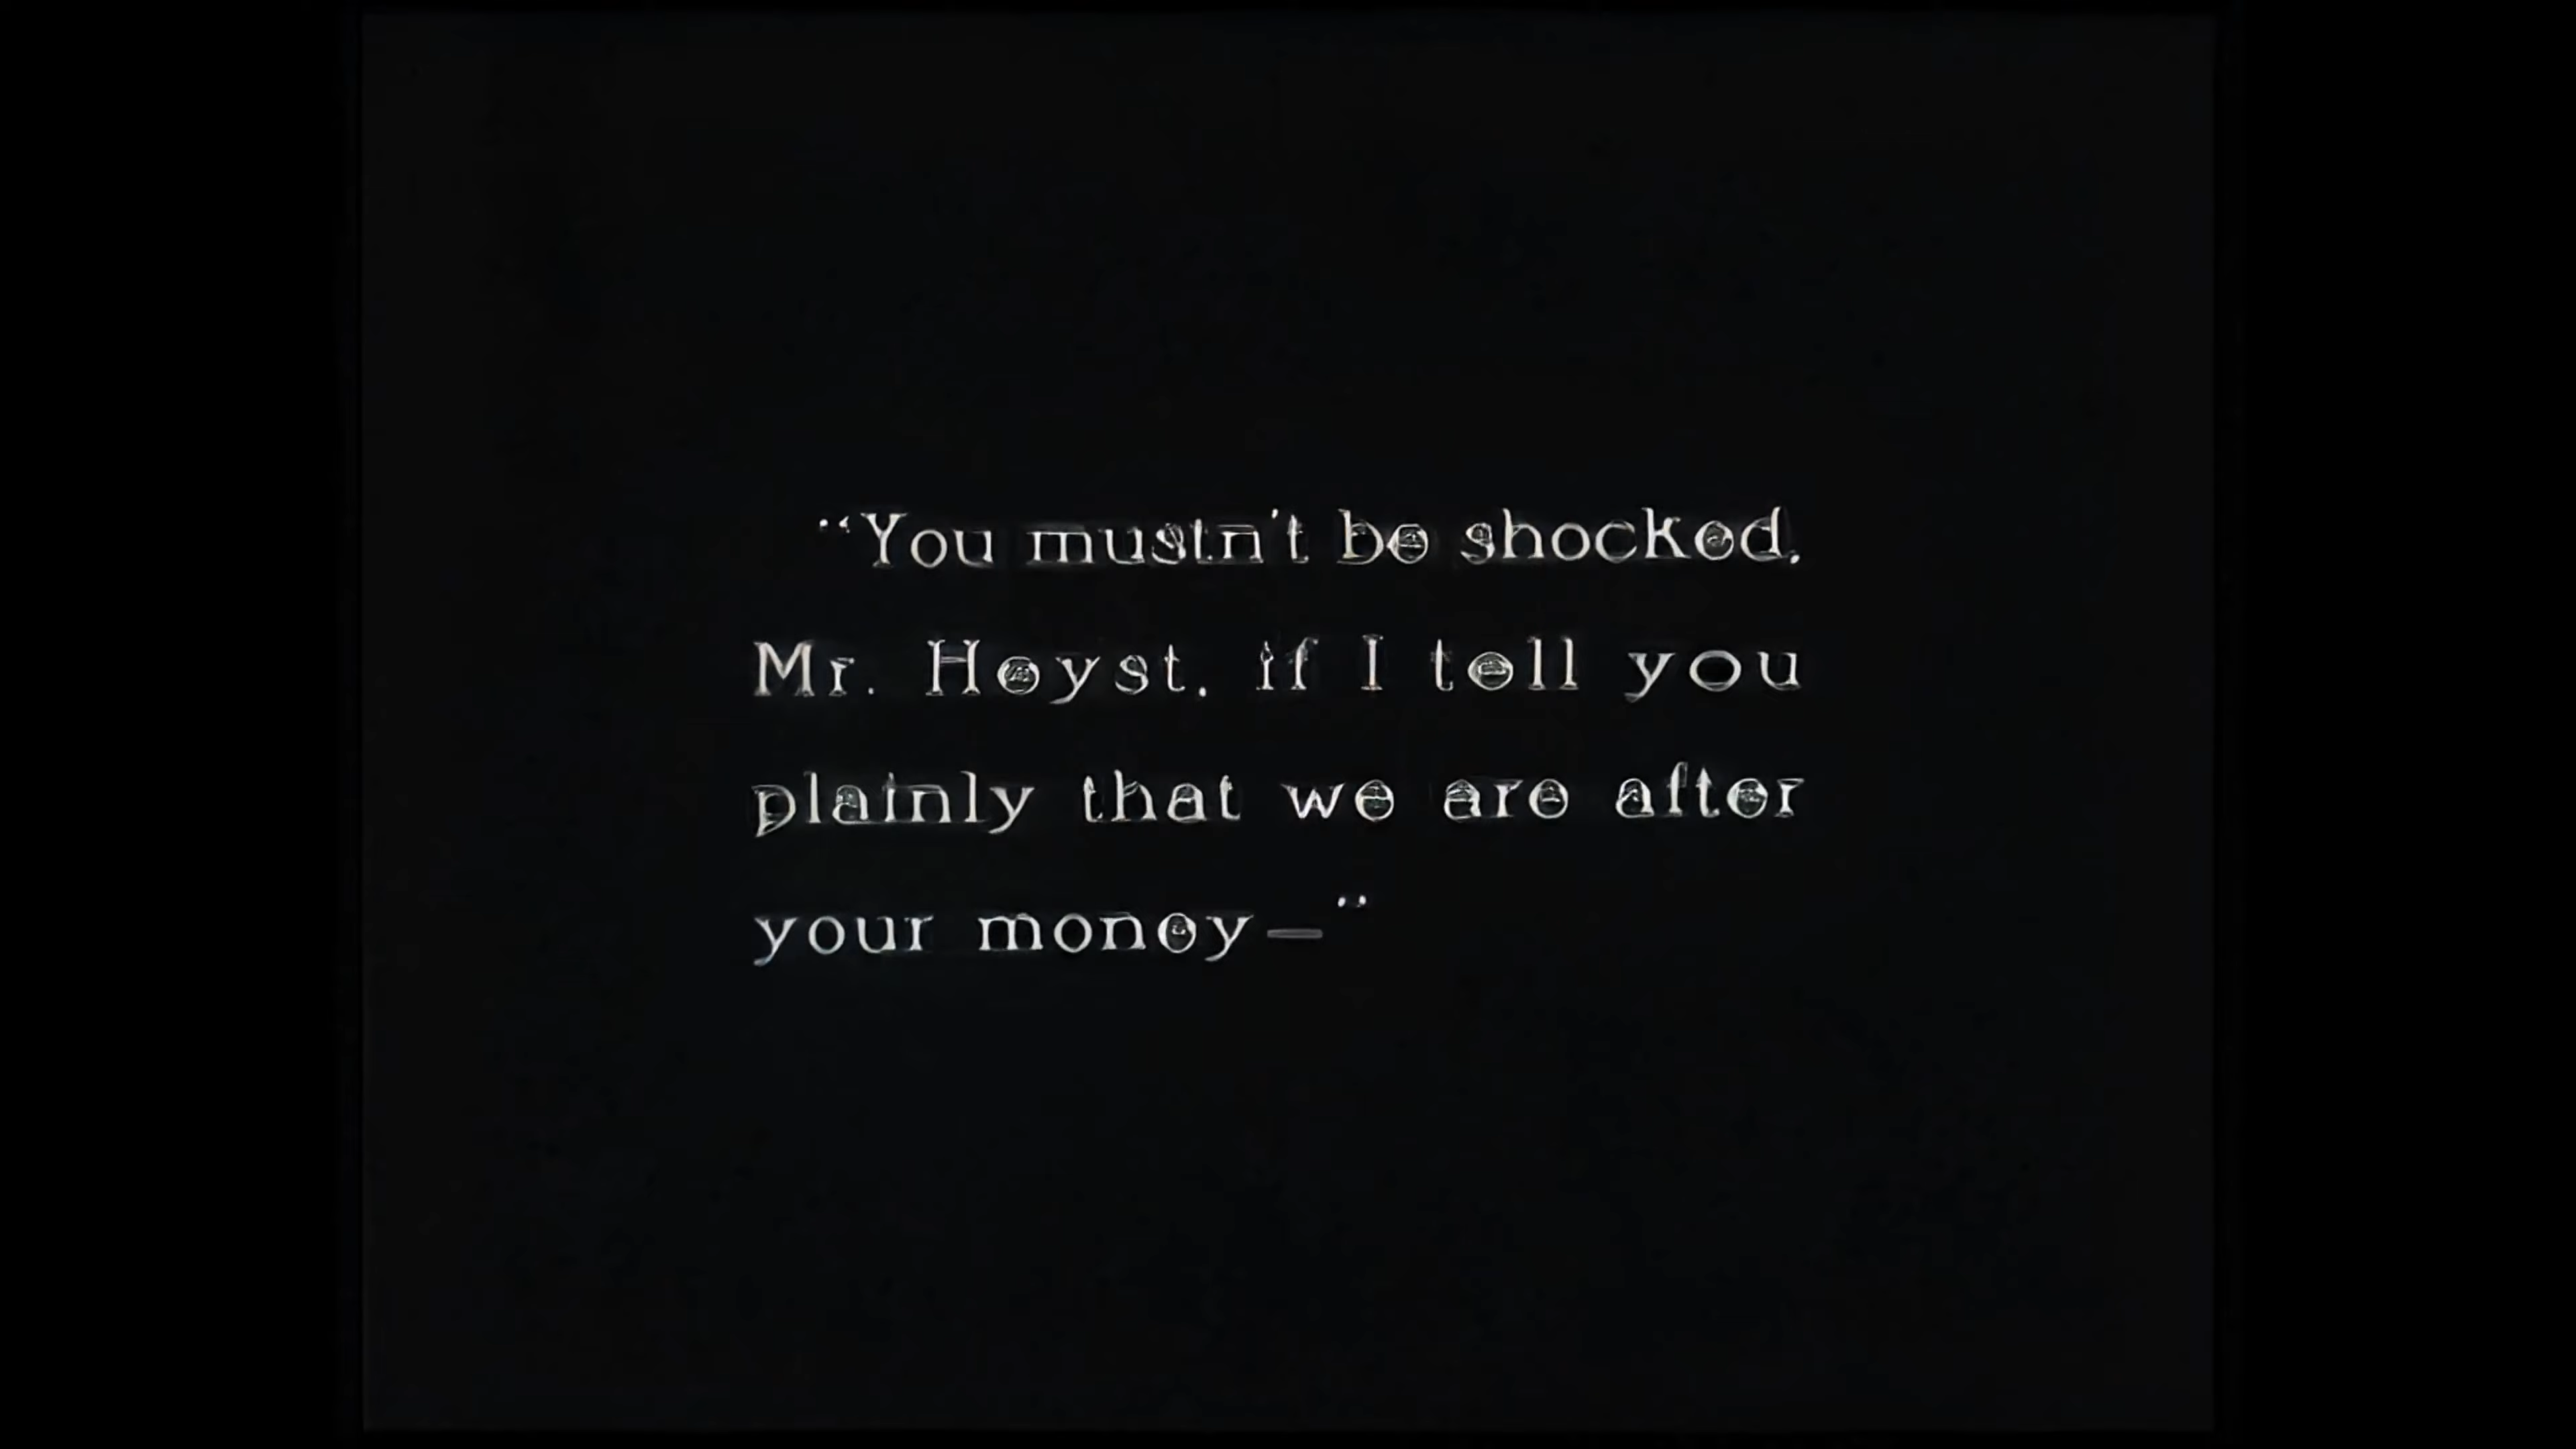 "You mustn't be shocked,
Mr. Heyst, if I tell you
plainly that we are after
your money—"